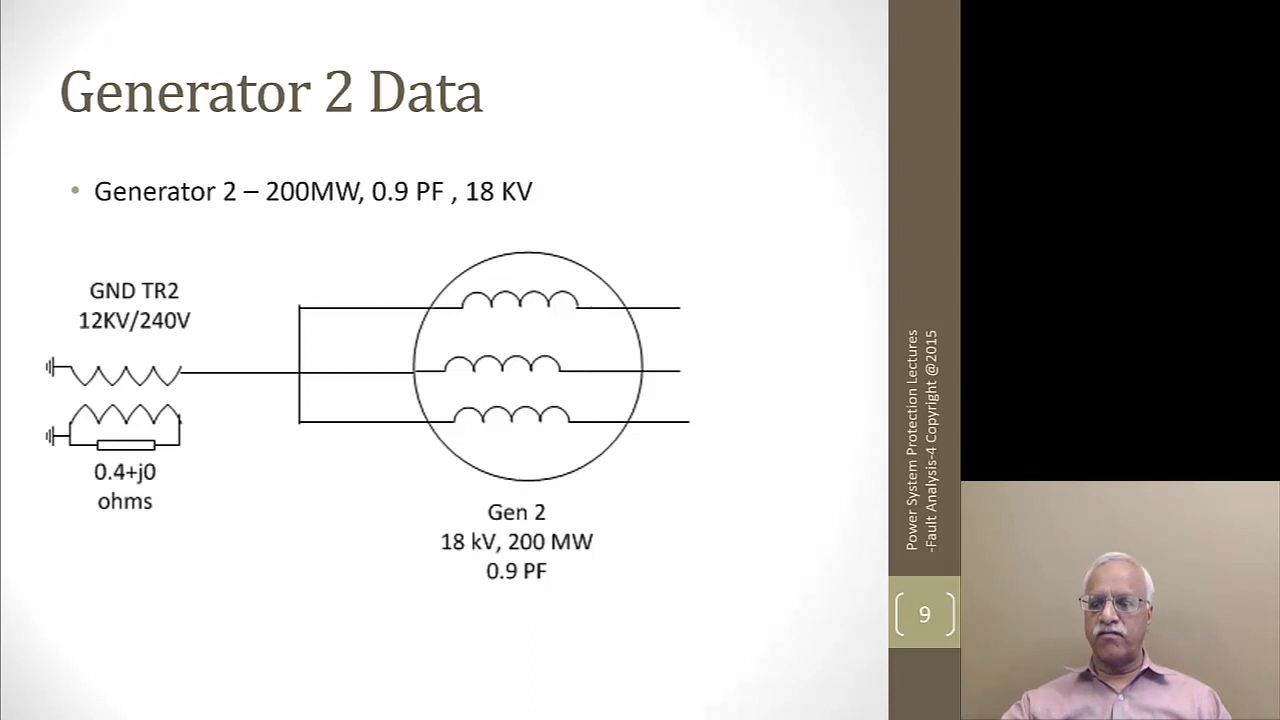 Generator 2 Data
• Generator 2 – 200MW, 0.9 PF , 18 KV
GND TR2
12KV/240V
0.4+j0
ohms
Gen 2
18 kV, 200 MW
0.9 PF
Power System Protection Lectures
-Fault Analysis-4 Copyright @2015
9